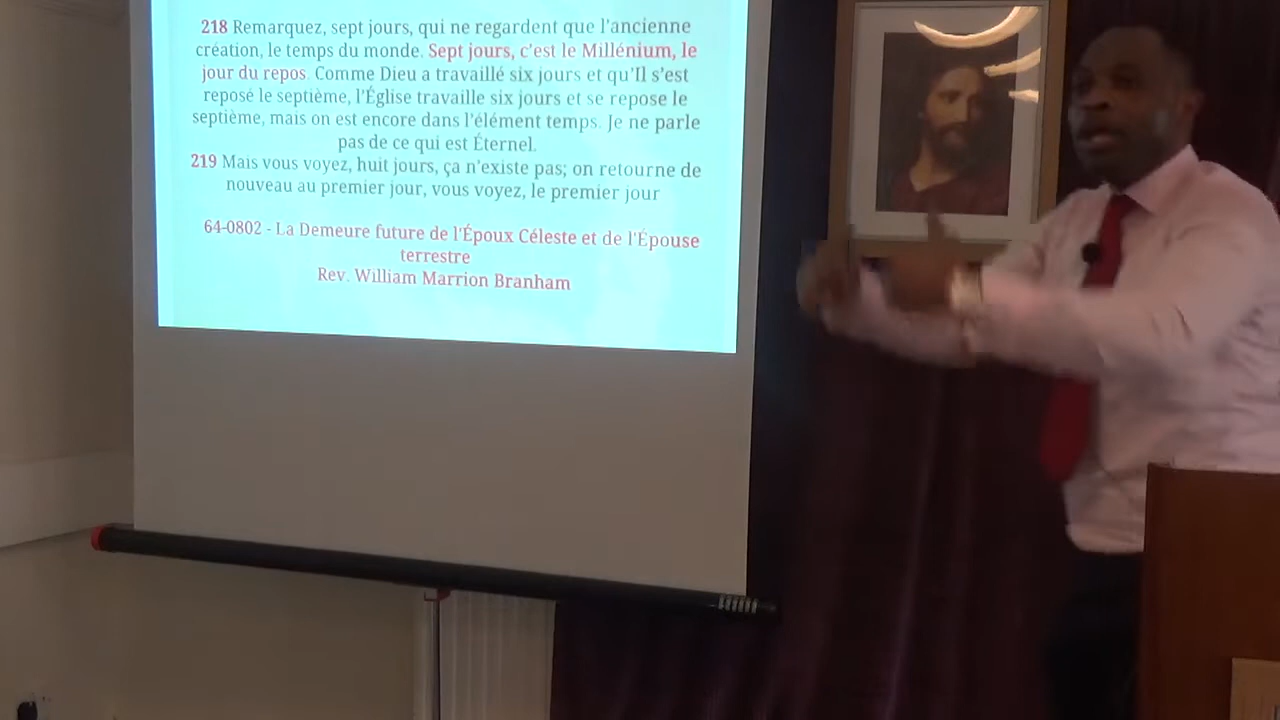 218 Remarquez, sept jours, qui ne regardent que l'ancienne
création, le temps du monde. Sept jours, c'est le Millénium, le
jour du repos. Comme Dieu a travaillé six jours et qu'Il s'est
reposé le septième, l'Église travaille six jours et se repose le
septième, mais on est encore dans l'élément temps. Je ne parle
pas de ce qui est Éternel.
219 Mais vous voyez, huit jours, ça n'existe pas; on retourne de
nouveau au premier jour, vous voyez, le premier jour
64-0802 - La Demeure future de l'Époux Céleste et de l'Épouse
terrestre
Rev. William Marrion Branham